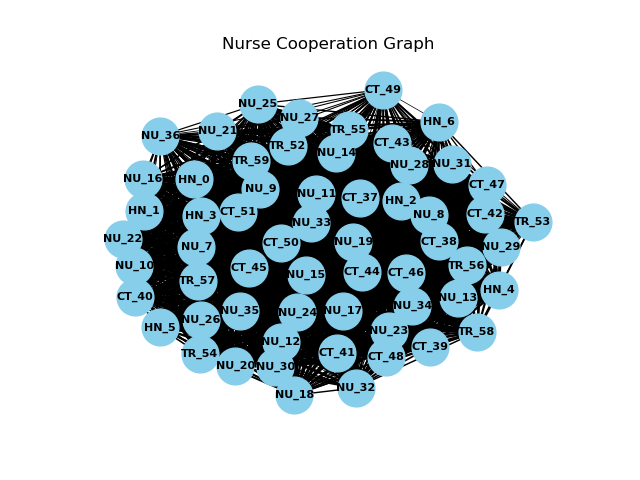 Nurse Cooperation Graph
CT_49
NU_25
NU_27
HN_6
NU_21
TR_55
NU_36
CT_43
TR_52
NU_14
TR_59
NU_28
NU_31
NU_16
HN_0
CT_47
NU_9
NU_11
CT_37
HN_2
HN_1
CT_51
HN_3
NU_8
CT_42
TR_53
NU_33
NU_22
NU_7
CT_50
NU_19
CT_38
NU_29
NU_10
CT_45
TR_56
NU_15
CT_44
CT_46
TR_57
HN_4
CT_40
NU_13
NU_34
NU_35
NU_24
NU_17
NU_26
HN_5
NU_23
TR_58
NU_12
CT_39
TR_54
CT_41
CT_48
NU_20
NU_30
NU_32
NU_18